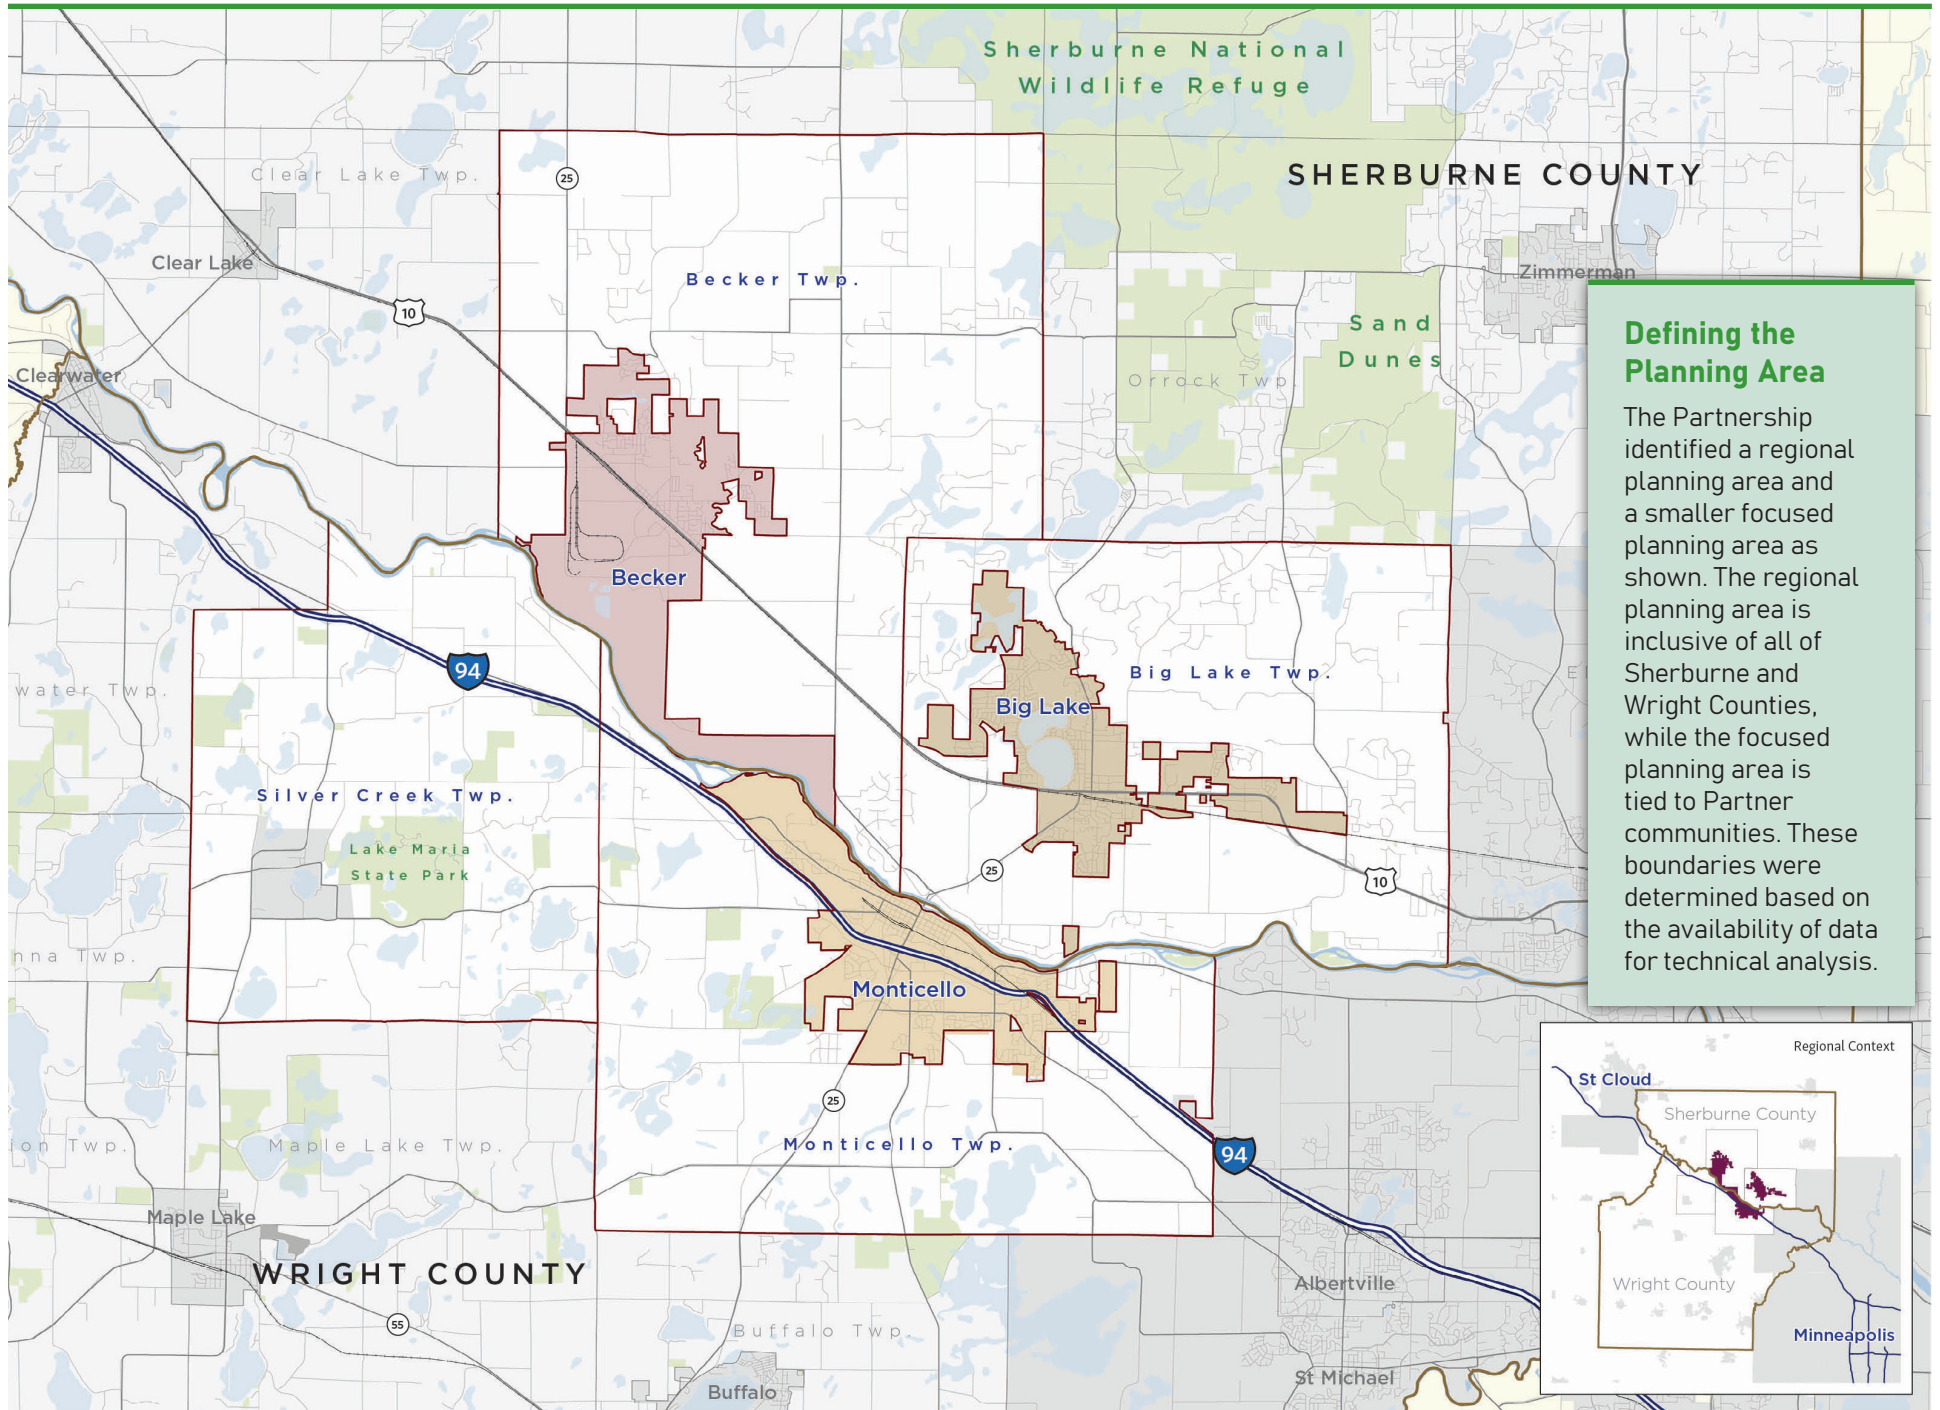 Sherburne National
Wildlife Refuge
SHERBURNE COUNTY
Clear Lake Twp.
25
Clear Lake
Becker Twp.
Zimmerman
10
Sand
Dunes
Orrock Twp.
Clearwater
Defining the
Planning Area
The Partnership
identified a regional
planning area and
a smaller focused
planning area as
shown. The regional
planning area is
inclusive of all of
Sherburne and
Wright Counties,
while the focused
planning area is
tied to Partner
communities. These
boundaries were
determined based on
the availability of data
for technical analysis.
Becker
94
water Twp.
Big Lake Twp.
Big Lake
Silver Creek Twp.
Lake Maria
State Park
25
10
nna Twp.
Monticello
25
ion Twp.
Maple Lake Twp.
Monticello Twp.
94
Maple Lake
WRIGHT COUNTY
55
Albertville
Buffalo Twp.
St Michael
Buffalo
Regional Context
St Cloud
Sherburne County
Wright County
Minneapolis